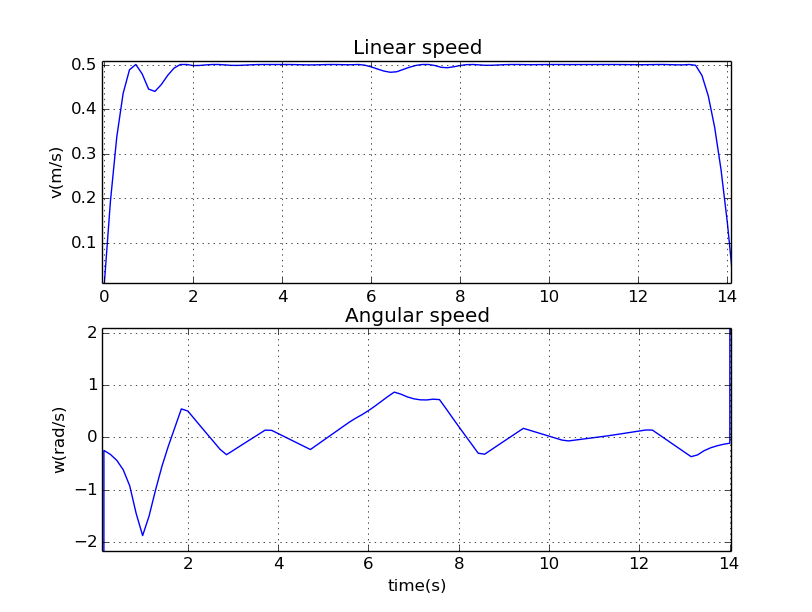 Linear speed
0.5
0.4
0.3
0.2
0.1
v(m/s)
0 2 4 6 8 10 12 14
Angular speed
2
1
0
−1
−2
w(rad/s)
2 4 6 8 10 12 14
time(s)